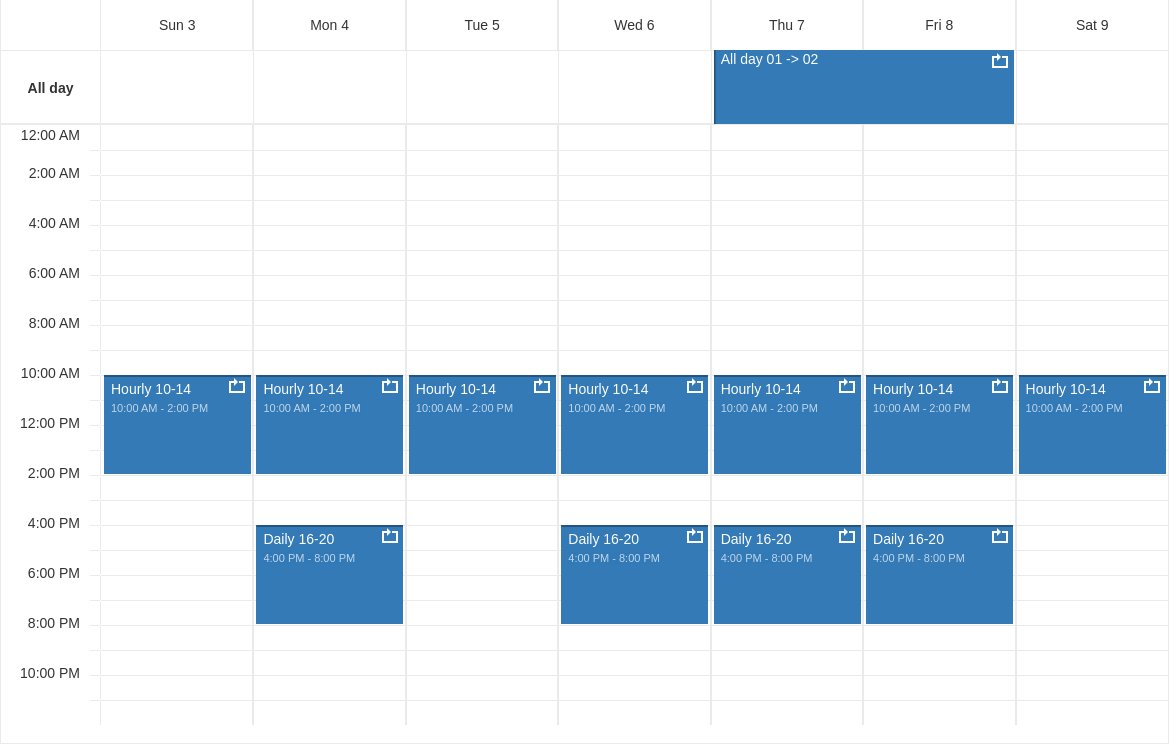 Sun 3 Mon 4 Tue 5 Wed 6 Thu 7 Fri 8 Sat 9
All day 01 -> 02
All day
12:00 AM
2:00 AM
4:00 AM
6:00 AM
8:00 AM
10:00 AM
Hourly 10-14 Hourly 10-14 Hourly 10-14 Hourly 10-14 Hourly 10-14 Hourly 10-14 Hourly 10-14
10:00 AM - 2:00 PM 10:00 AM - 2:00 PM 10:00 AM - 2:00 PM 10:00 AM - 2:00 PM 10:00 AM - 2:00 PM 10:00 AM - 2:00 PM 10:00 AM - 2:00 PM
12:00 PM
2:00 PM
4:00 PM
Daily 16-20 Daily 16-20 Daily 16-20 Daily 16-20
4:00 PM - 8:00 PM 4:00 PM - 8:00 PM 4:00 PM - 8:00 PM 4:00 PM - 8:00 PM
6:00 PM
8:00 PM
10:00 PM